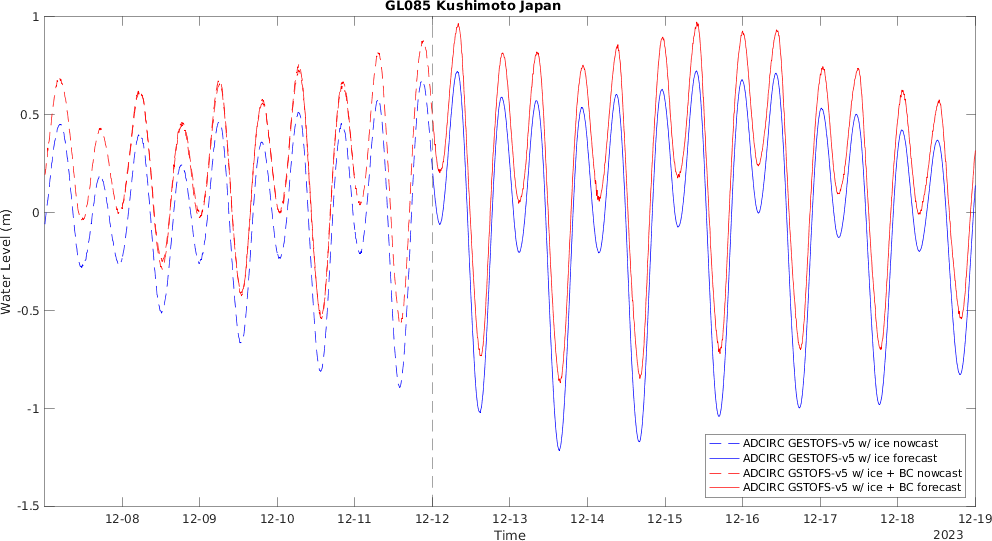 GL085 Kushimoto Japan
Water Level (m)
1
0.5
0
-0.5
-1
-1.5
ADCIRC GESTOFS-v5 w/ ice nowcast
ADCIRC GESTOFS-v5 w/ ice forecast
ADCIRC GSTOFS-v5 w/ ice + BC nowcast
ADCIRC GSTOFS-v5 w/ ice + BC forecast
12-08 12-09 12-10 12-11 12-12 12-13 12-14 12-15 12-16 12-17 12-18 12-19
Time
2023